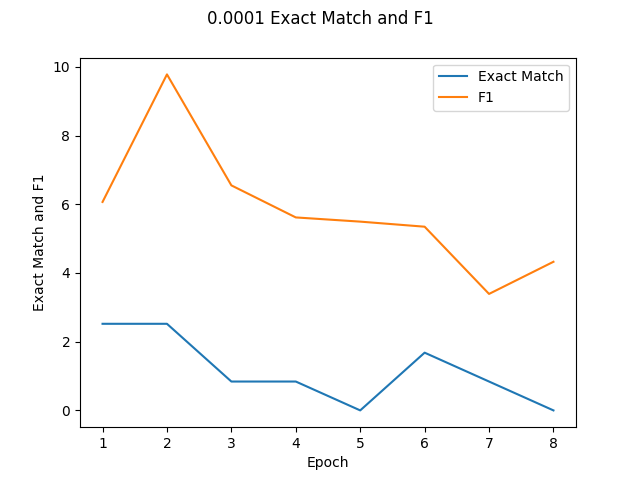 0.0001 Exact Match and F1
Exact Match
F1
Exact Match and F1
10
8
6
4
2
0
1 2 3 4 5 6 7 8
Epoch